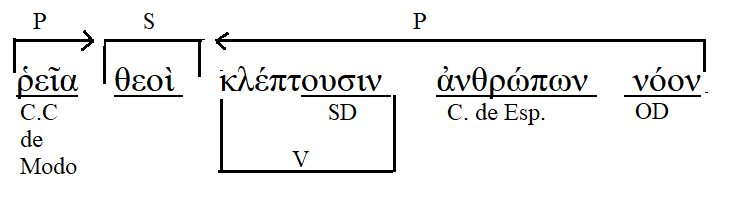 P S P
ῥεῖα θεοὶ κλέπτουσιν ἀνθρώπων νόον
C.C SD C. de Esp. OD
de
Modo
V